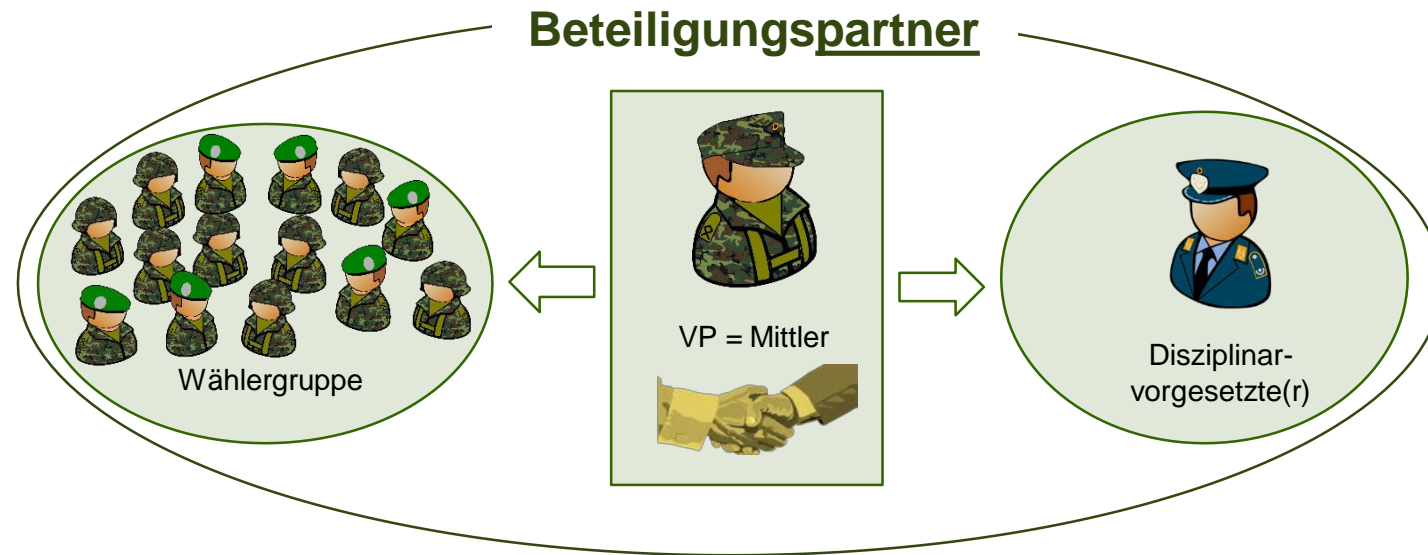 Beteiligungspartner
Wählergruppe
VP = Mittler
Disziplinar-
vorgesetzte(r)